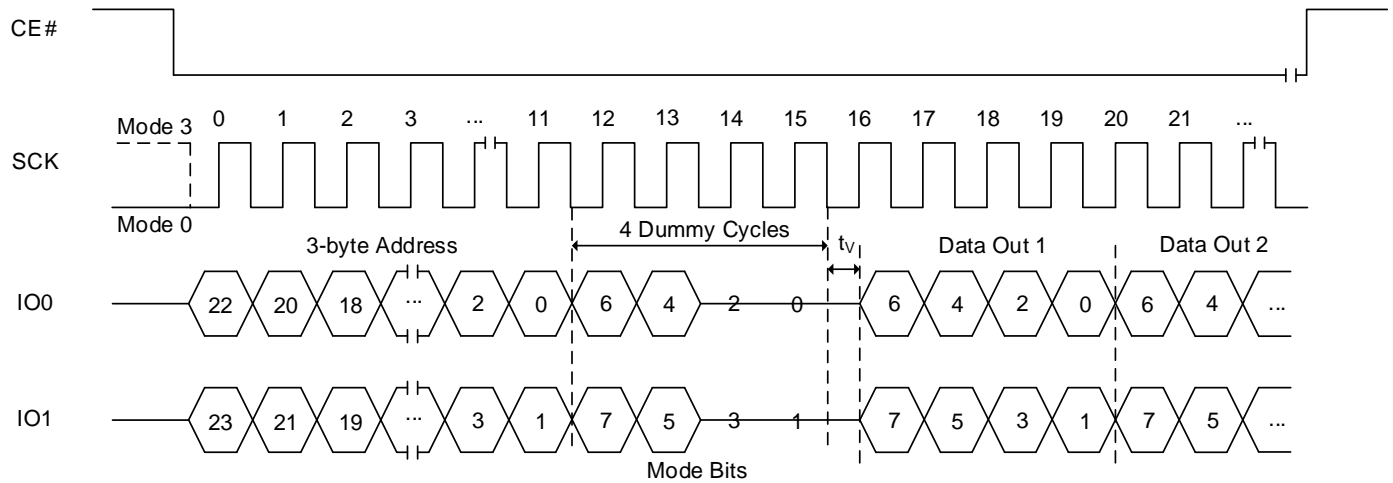 CE#
Mode 3 0 1 2 3 ... 11 12 13 14 15 16 17 18 19 20 21 ...
SCK
Mode 0
3-byte Address 4 Dummy Cycles tV Data Out 1 Data Out 2
IO0 22 20 18 ... 2 0 6 4 2 0 6 4 2 0 6 4 ...
IO1 23 21 19 ... 3 1 7 5 3 1 7 5 3 1 7 5 ...
Mode Bits